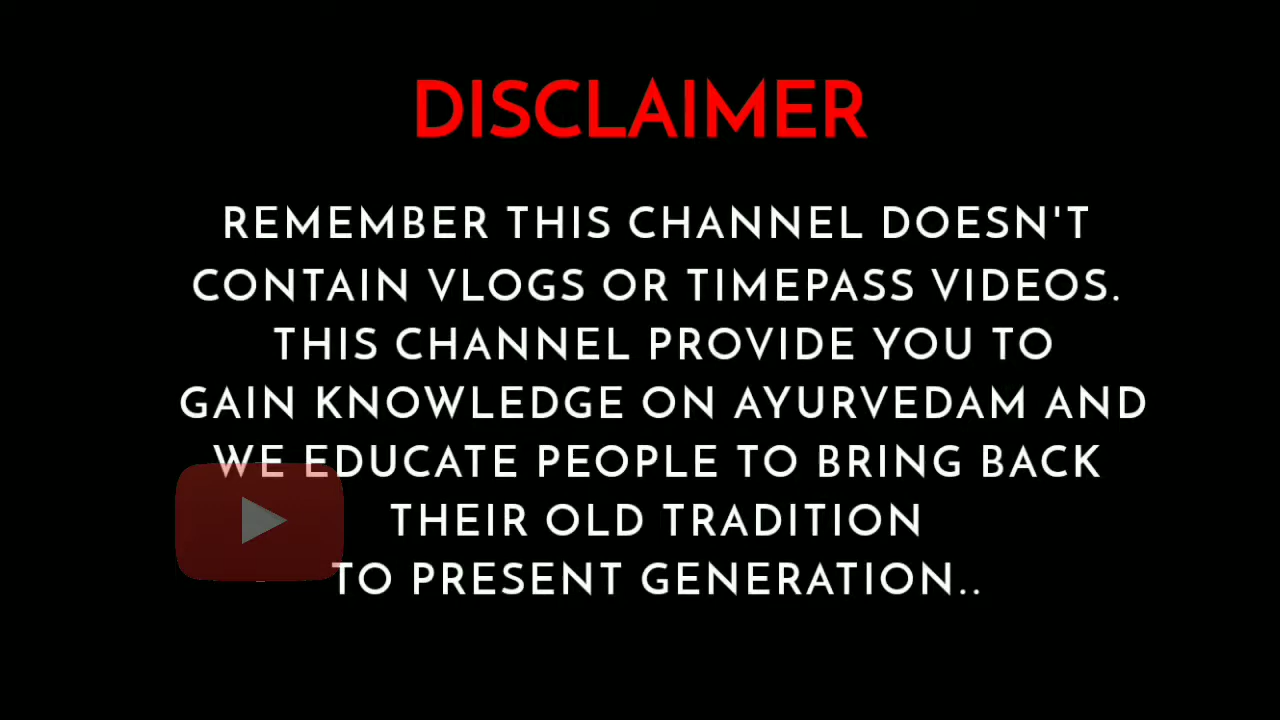 DISCLAIMER
REMEMBER THIS CHANNEL DOESN'T
CONTAIN VLOGS OR TIMEPASS VIDEOS.
THIS CHANNEL PROVIDE YOU TO
GAIN KNOWLEDGE ON AYURVEDAM AND
WE EDUCATE PEOPLE TO BRING BACK
THEIR OLD TRADITION
TO PRESENT GENERATION..